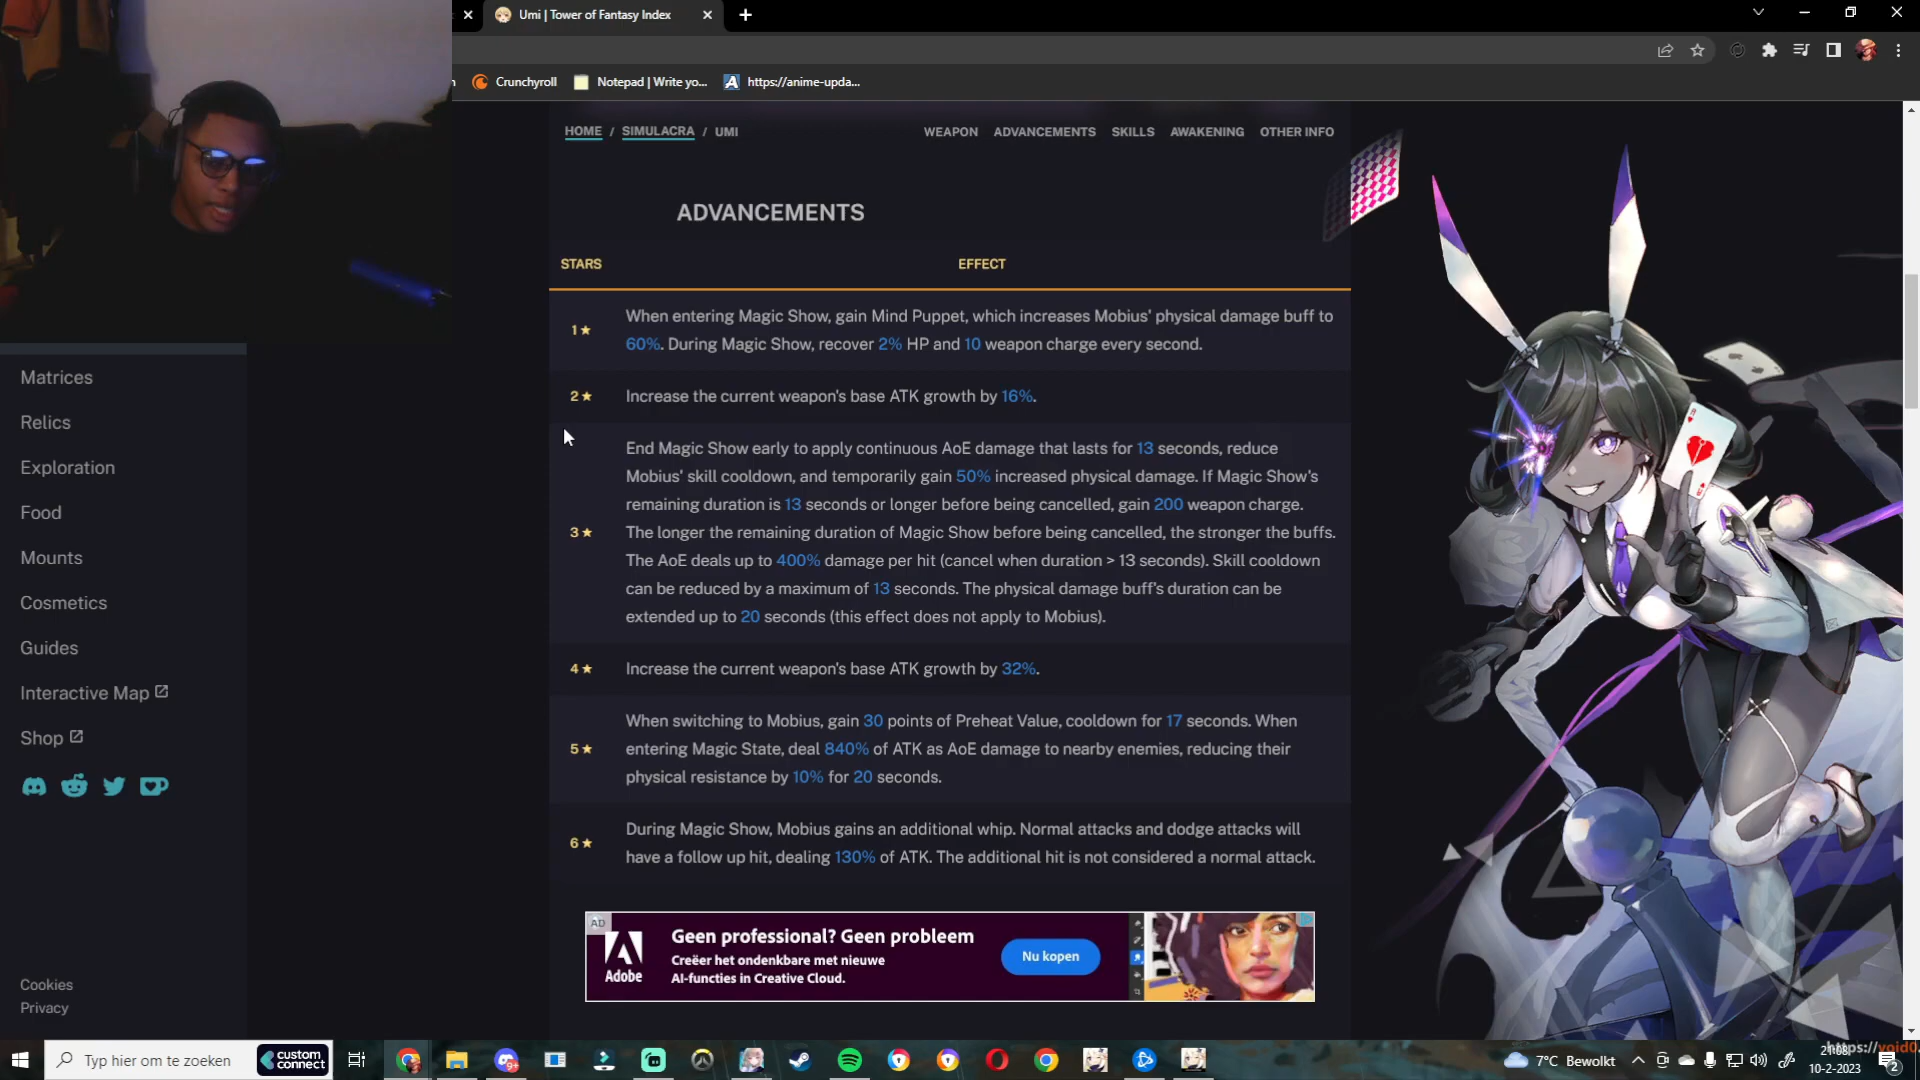 Umi | Tower of Fantasy Index
Crunchyroll
Notepad | Write yo...
https://anime-upda...
HOME / SIMULACRA / UMI
WEAPON ADVANCEMENTS SKILLS AWAKENING OTHER INFO
ADVANCEMENTS
STARS EFFECT
1★ When entering Magic Show, gain Mind Puppet, which increases Mobius' physical damage buff to
60%. During Magic Show, recover 2% HP and 10 weapon charge every second.
2★ Increase the current weapon's base ATK growth by 16%.
End Magic Show early to apply continuous AoE damage that lasts for 13 seconds, reduce
Mobius' skill cooldown, and temporarily gain 50% increased physical damage. If Magic Show's
remaining duration is 13 seconds or longer before being cancelled, gain 200 weapon charge.
3★ The longer the remaining duration of Magic Show before being cancelled, the stronger the buffs.
The AoE deals up to 400% damage per hit (cancel when duration > 13 seconds). Skill cooldown
can be reduced by a maximum of 13 seconds. The physical damage buff's duration can be
extended up to 20 seconds (this effect does not apply to Mobius).
4★ Increase the current weapon's base ATK growth by 32%.
When switching to Mobius, gain 30 points of Preheat Value, cooldown for 17 seconds. When
5★ entering Magic State, deal 840% of ATK as AoE damage to nearby enemies, reducing their
physical resistance by 10% for 20 seconds.
During Magic Show, Mobius gains an additional whip. Normal attacks and dodge attacks will
6★ have a follow up hit, dealing 130% of ATK. The additional hit is not considered a normal attack.
Matrices
Relics
Exploration
Food
Mounts
Cosmetics
Guides
Interactive Map
Shop
Cookies
Privacy
AD
Adobe
Geen professional? Geen probleem
Creëer het ondenkbare met nieuwe
AI-functies in Creative Cloud.
Nu kopen
Typ hier om te zoeken
custom
connect
7°C Bewolkt
21:08
10-2-2023
2